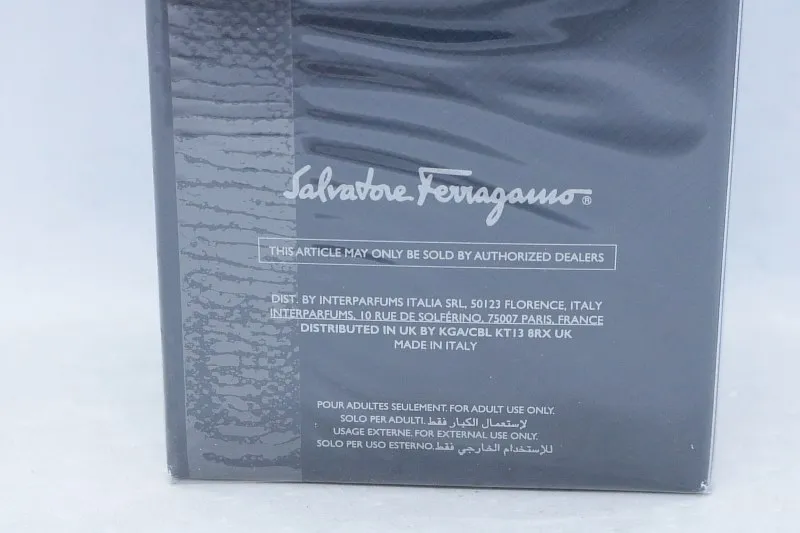 Salvatore Ferragamo®
THIS ARTICLE MAY ONLY BE SOLD BY AUTHORIZED DEALERS
DIST. BY INTERPARFUMS ITALIA SRL, 50123 FLORENCE, ITALY
INTERPARFUMS, 10 RUE DE SOLFÉRINO, 75007 PARIS, FRANCE
DISTRIBUTED IN UK BY KGA/CBL KT13 8RX UK
MADE IN ITALY
POUR ADULTES SEULEMENT. FOR ADULT USE ONLY.
SOLO PER ADULTI. لإستعمال الكبار فقط.
USAGE EXTERNE. FOR EXTERNAL USE ONLY.
SOLO PER USO ESTERNO. للإستخدام الخارجي فقط.